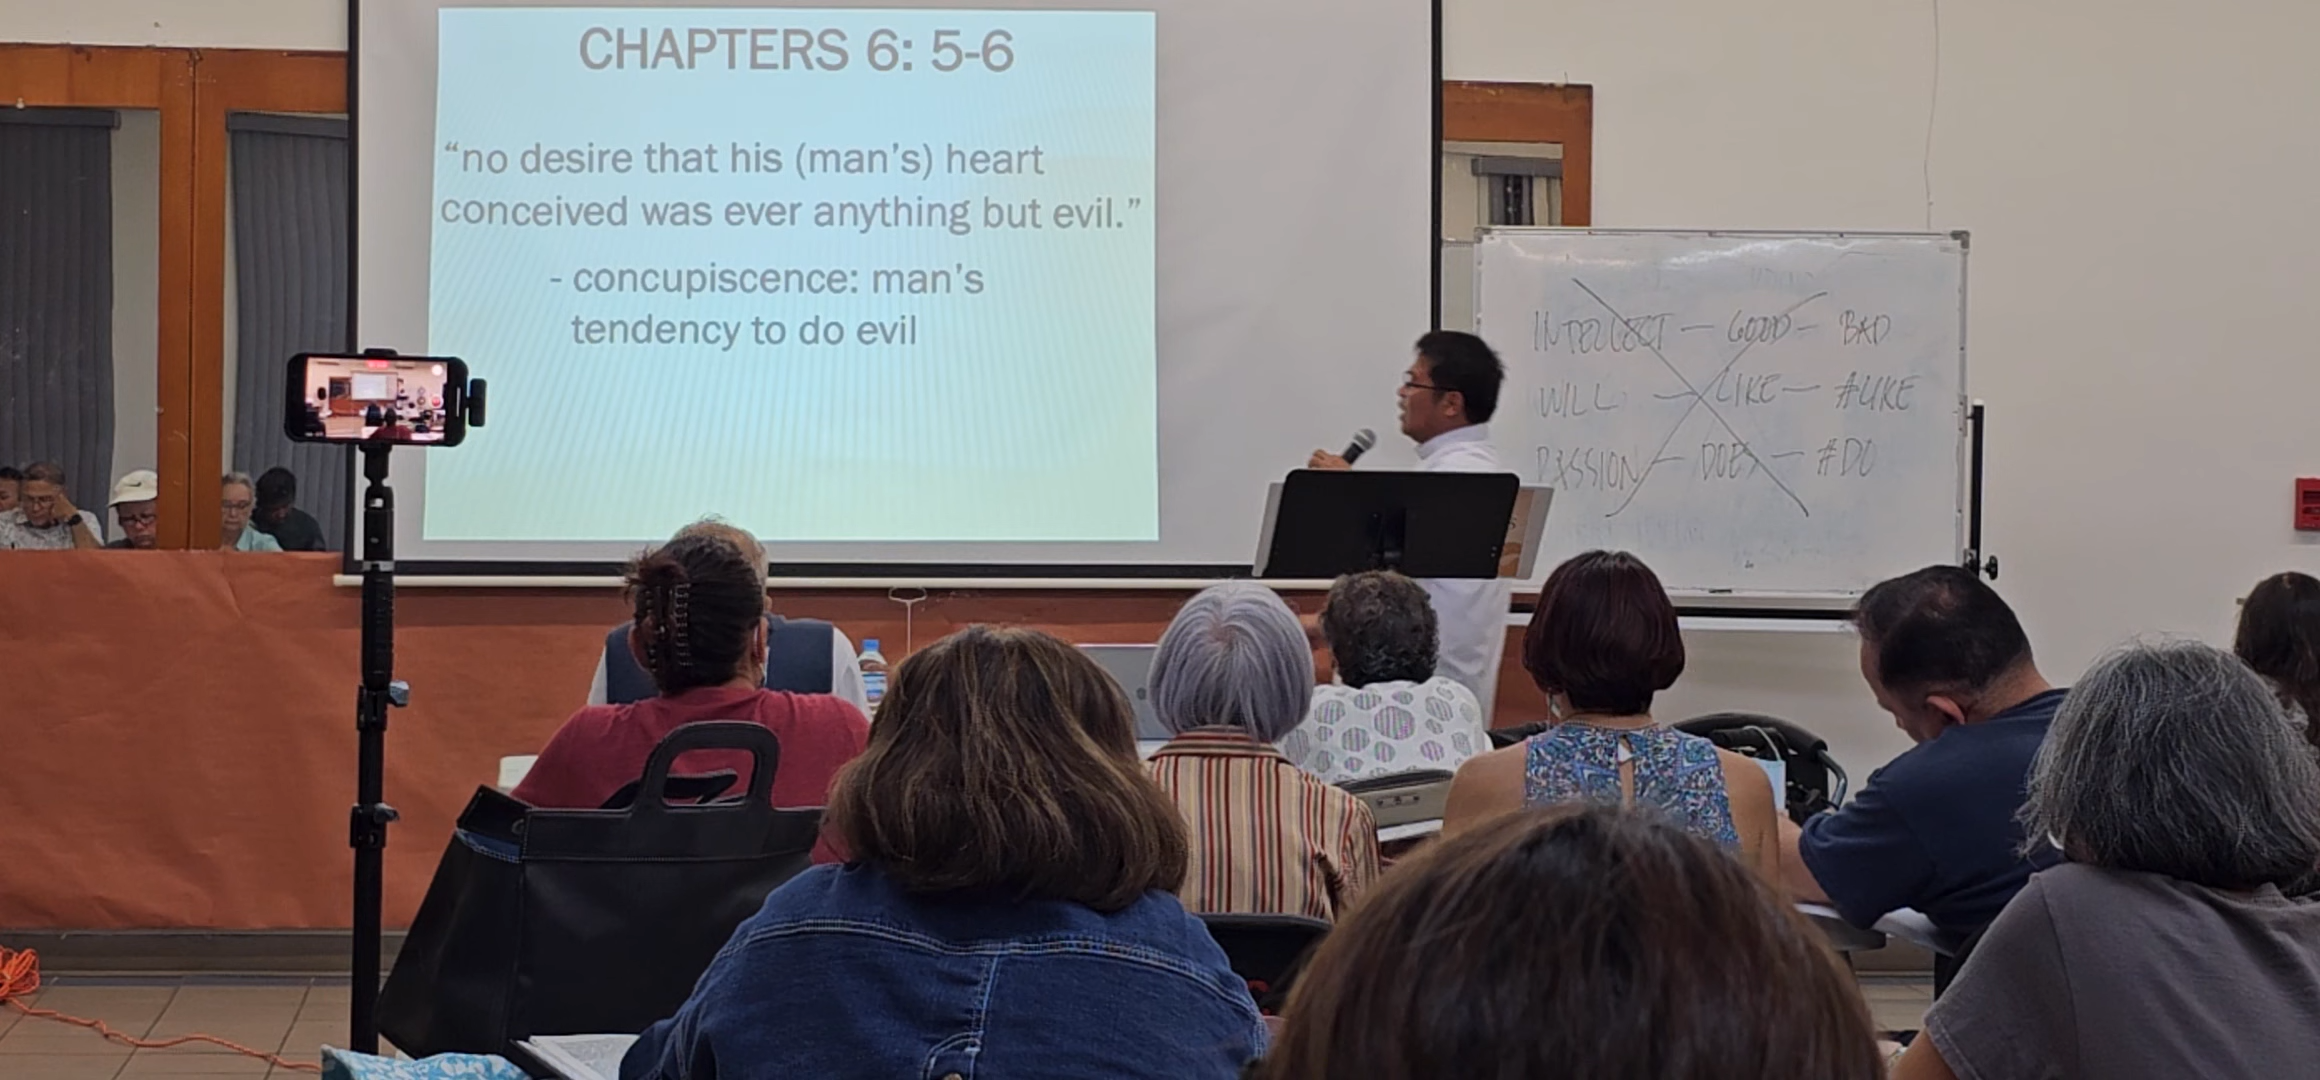 CHAPTERS 6: 5-6
“no desire that his (man’s) heart
conceived was ever anything but evil.”
- concupiscence: man’s
tendency to do evil
INTELLECT — GOOD — BAD
WILL — LIKE — #LIKE
PASSION — DOES — #DO